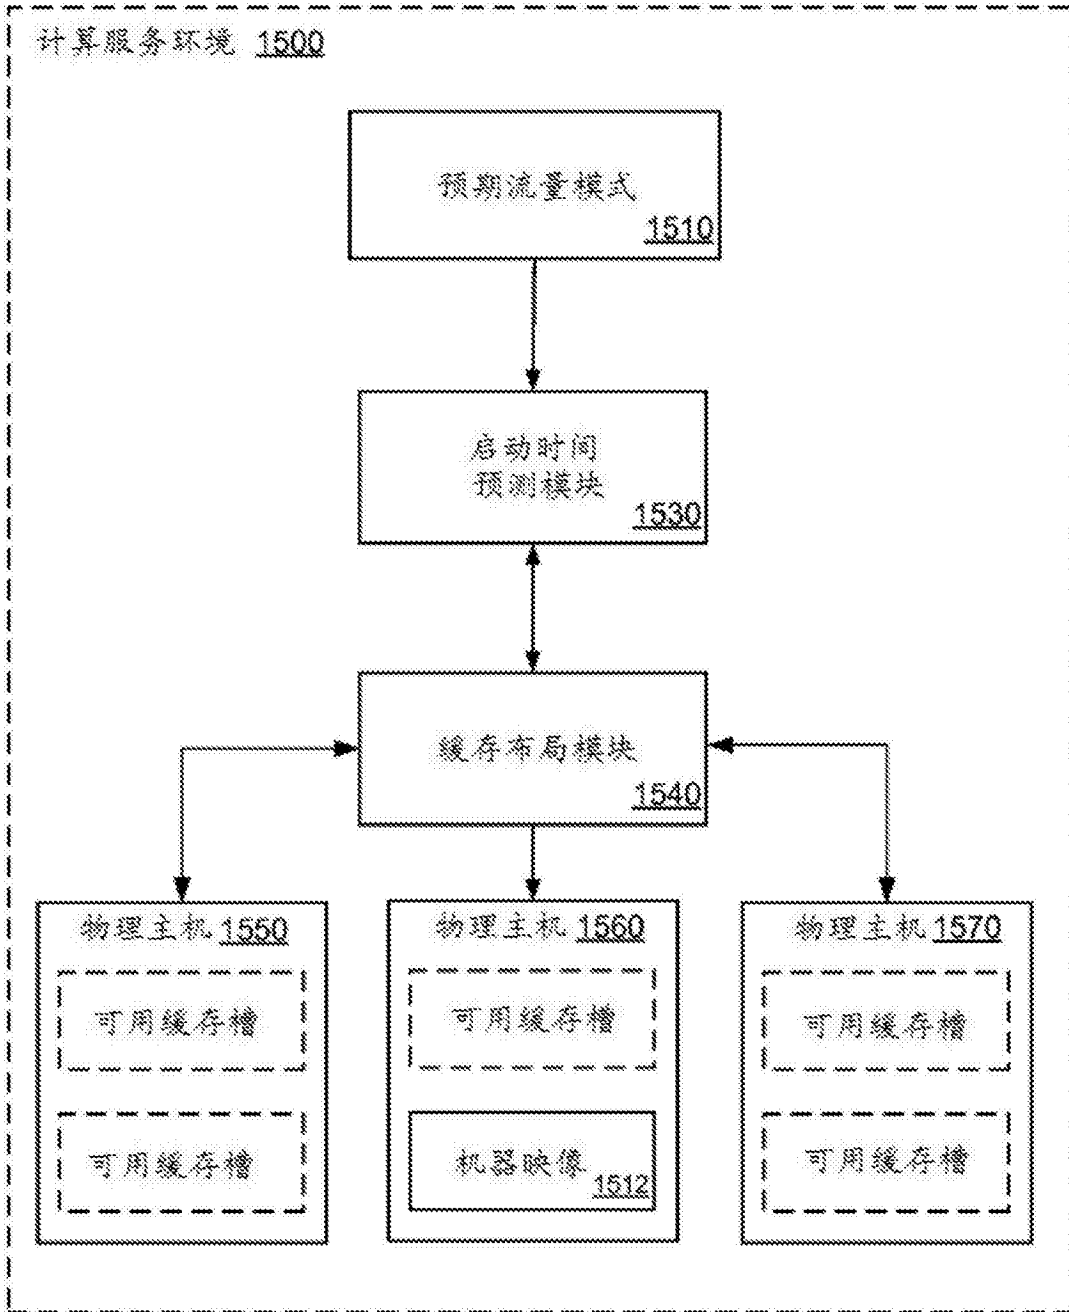 计算服务环境 1500
预期流量模式
1510
启动时间
预测模块
1530
缓存布局模块
1540
物理主机 1550
可用缓存槽
可用缓存槽
物理主机 1560
可用缓存槽
机器映像
1512
物理主机 1570
可用缓存槽
可用缓存槽